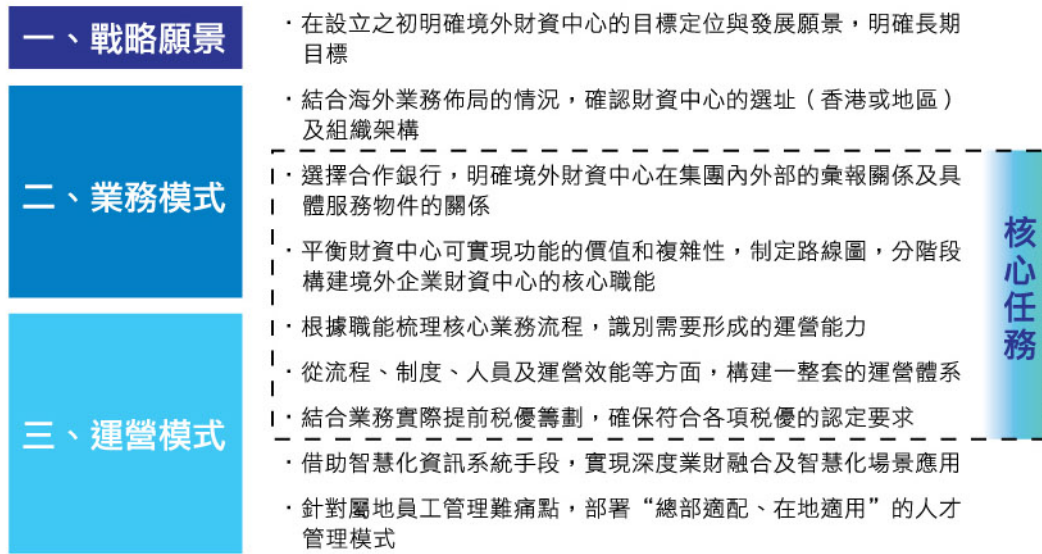 一、戰略願景
·在設立之初明確境外財資中心的目標定位與發展願景，明確長期
目標
二、業務模式
·結合海外業務佈局的情況，確認財資中心的選址（香港或地區）
及組織架構
·選擇合作銀行，明確境外財資中心在集團內外部的彙報關係及具
體服務物件的關係
·平衡財資中心可實現功能的價值和複雜性，制定路線圖，分階段
構建境外企業財資中心的核心職能
三、運營模式
·根據職能梳理核心業務流程，識別需要形成的運營能力
·從流程、制度、人員及運營效能等方面，構建一整套的運營體系
·結合業務實際提前税優籌劃，確保符合各項税優的認定要求
·借助智慧化資訊系統手段，實現深度業財融合及智慧化場景應用
·針對屬地員工管理難痛點，部署“總部適配、在地適用”的人才
管理模式
核心任務